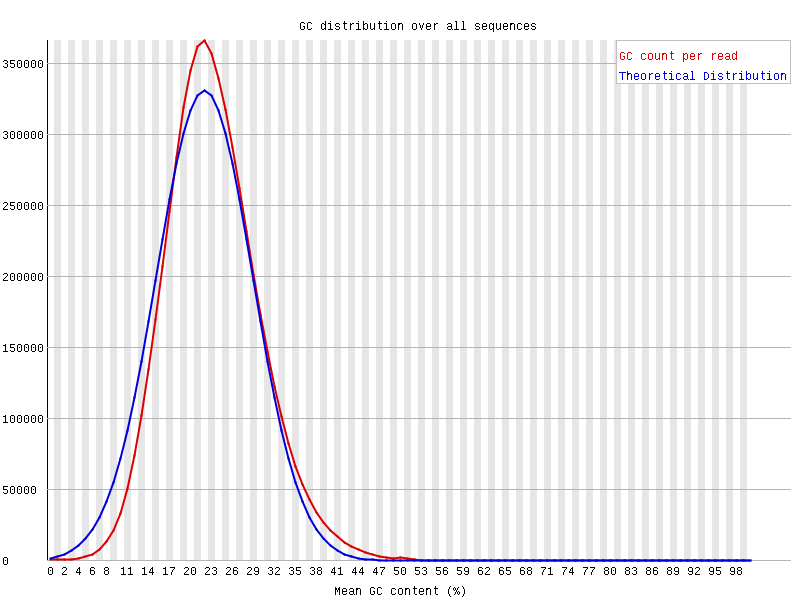 GC distribution over all sequences
GC count per read
Theoretical Distribution
350000
300000
250000
200000
150000
100000
50000
0
0 2 4 6 8 11 14 17 20 23 26 29 32 35 38 41 44 47 50 53 56 59 62 65 68 71 74 77 80 83 86 89 92 95 98
Mean GC content (%)